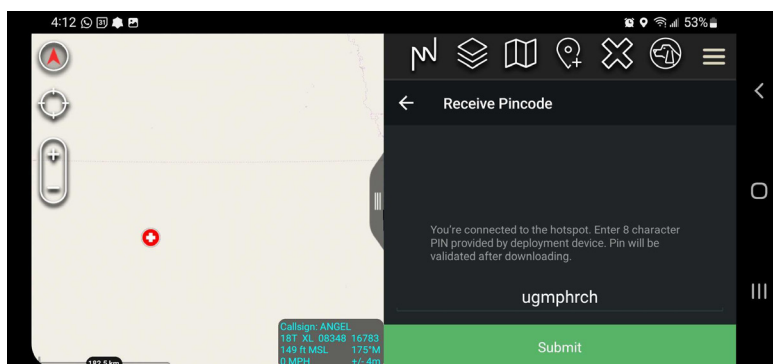 4:12
31
53%
Receive Pincode
You're connected to the hotspot. Enter 8 character
PIN provided by deployment device. Pin will be
validated after downloading.
ugmphrch
Submit
Callsign: ANGEL
18T XL 08348 16783
149 ft MSL 175°M
0 MPH +/- 4m
182.5 km